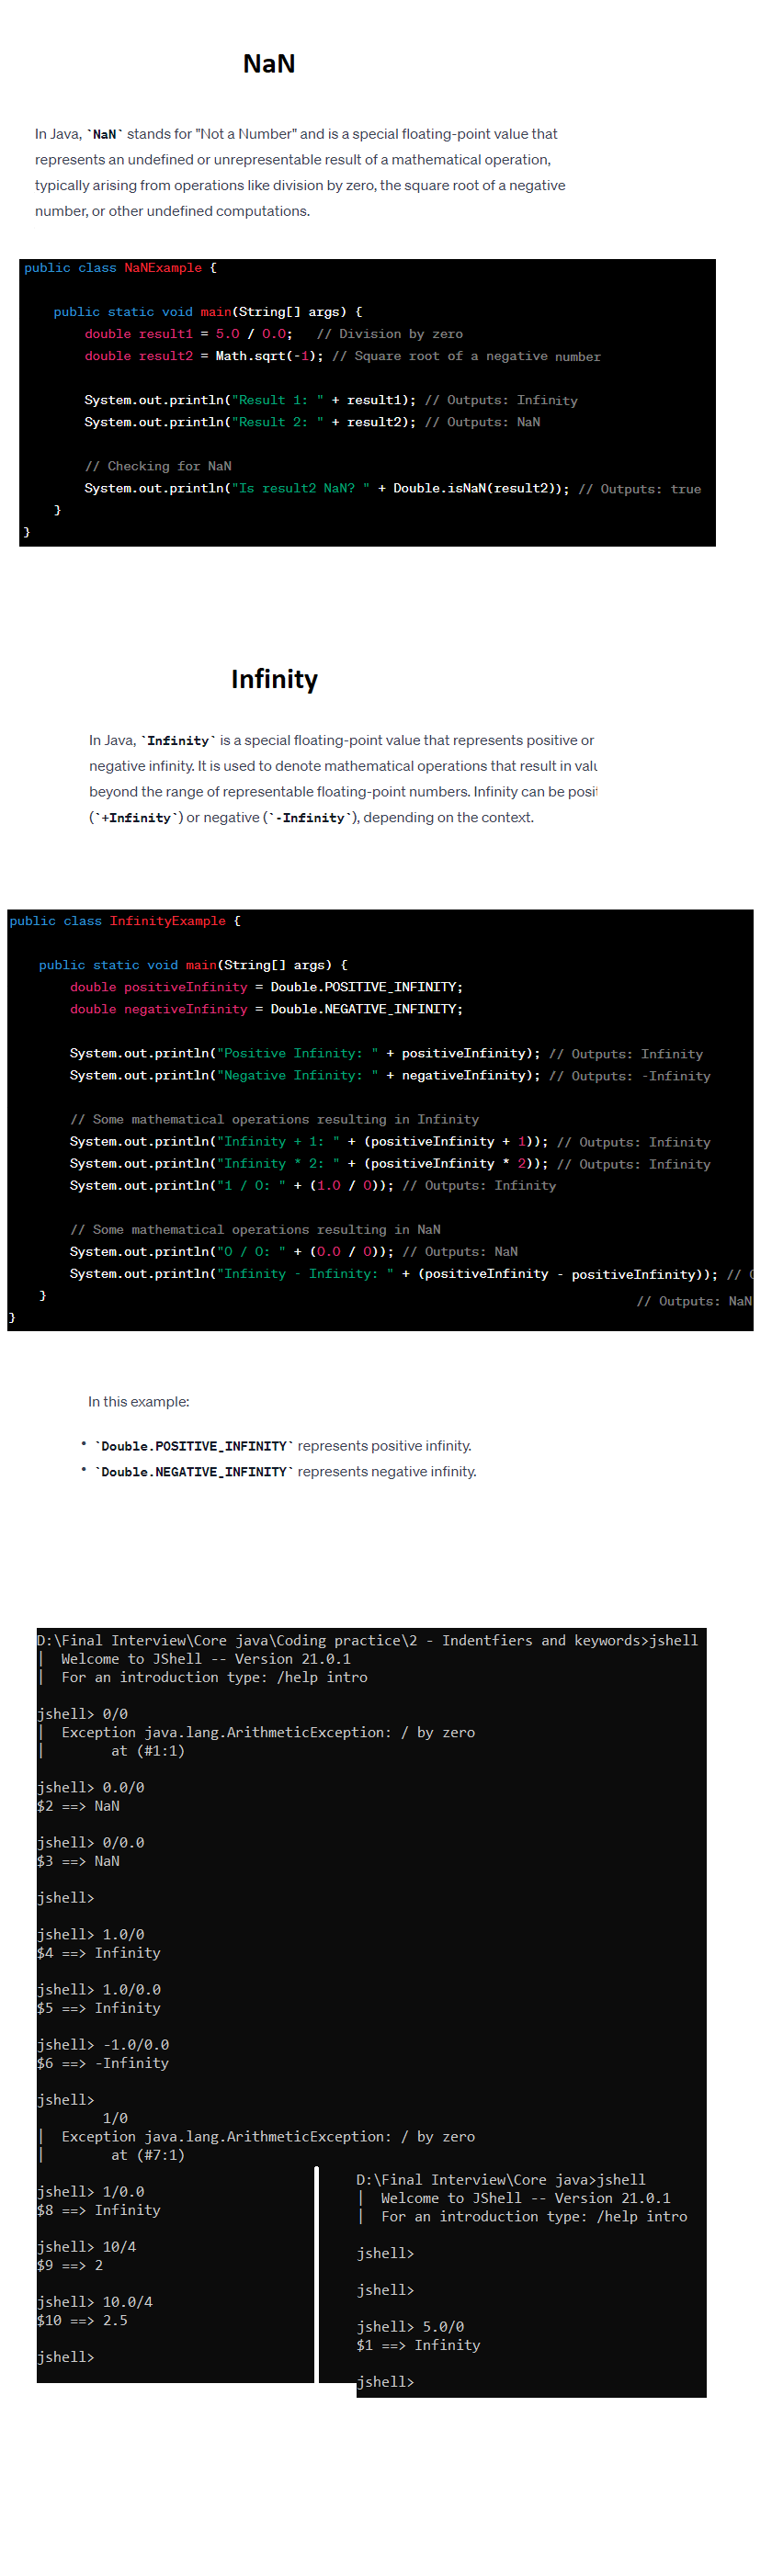 NaN
In Java, `NaN` stands for "Not a Number" and is a special floating-point value that
represents an undefined or unrepresentable result of a mathematical operation,
typically arising from operations like division by zero, the square root of a negative
number, or other undefined computations.
public class NaNExample {
public static void main(String[] args) {
double result1 = 5.0 / 0.0;   // Division by zero
double result2 = Math.sqrt(-1); // Square root of a negative number
System.out.println("Result 1: " + result1); // Outputs: Infinity
System.out.println("Result 2: " + result2); // Outputs: NaN
// Checking for NaN
System.out.println("Is result2 NaN? " + Double.isNaN(result2)); // Outputs: true
}
}
Infinity
In Java, `Infinity` is a special floating-point value that represents positive or
negative infinity. It is used to denote mathematical operations that result in valu
beyond the range of representable floating-point numbers. Infinity can be posit
(`+Infinity`) or negative (`-Infinity`), depending on the context.
public class InfinityExample {
public static void main(String[] args) {
double positiveInfinity = Double.POSITIVE_INFINITY;
double negativeInfinity = Double.NEGATIVE_INFINITY;
System.out.println("Positive Infinity: " + positiveInfinity); // Outputs: Infinity
System.out.println("Negative Infinity: " + negativeInfinity); // Outputs: -Infinity
// Some mathematical operations resulting in Infinity
System.out.println("Infinity + 1: " + (positiveInfinity + 1)); // Outputs: Infinity
System.out.println("Infinity * 2: " + (positiveInfinity * 2)); // Outputs: Infinity
System.out.println("1 / 0: " + (1.0 / 0)); // Outputs: Infinity
// Some mathematical operations resulting in NaN
System.out.println("0 / 0: " + (0.0 / 0)); // Outputs: NaN
System.out.println("Infinity - Infinity: " + (positiveInfinity - positiveInfinity)); //
}
// Outputs: NaN
}
In this example:
• `Double.POSITIVE_INFINITY` represents positive infinity.
• `Double.NEGATIVE_INFINITY` represents negative infinity.
D:\Final Interview\Core java\Coding practice\2 - Indentfiers and keywords>jshell
|  Welcome to JShell -- Version 21.0.1
|  For an introduction type: /help intro
jshell> 0/0
|  Exception java.lang.ArithmeticException: / by zero
|        at (#1:1)
jshell> 0.0/0
$2 ==> NaN
jshell> 0/0.0
$3 ==> NaN
jshell>
jshell> 1.0/0
$4 ==> Infinity
jshell> 1.0/0.0
$5 ==> Infinity
jshell> -1.0/0.0
$6 ==> -Infinity
jshell>
1/0
|  Exception java.lang.ArithmeticException: / by zero
|        at (#7:1)
jshell> 1/0.0
$8 ==> Infinity
jshell> 10/4
$9 ==> 2
jshell> 10.0/4
$10 ==> 2.5
jshell>
D:\Final Interview\Core java>jshell
|  Welcome to JShell -- Version 21.0.1
|  For an introduction type: /help intro
jshell>
jshell>
jshell> 5.0/0
$1 ==> Infinity
jshell>